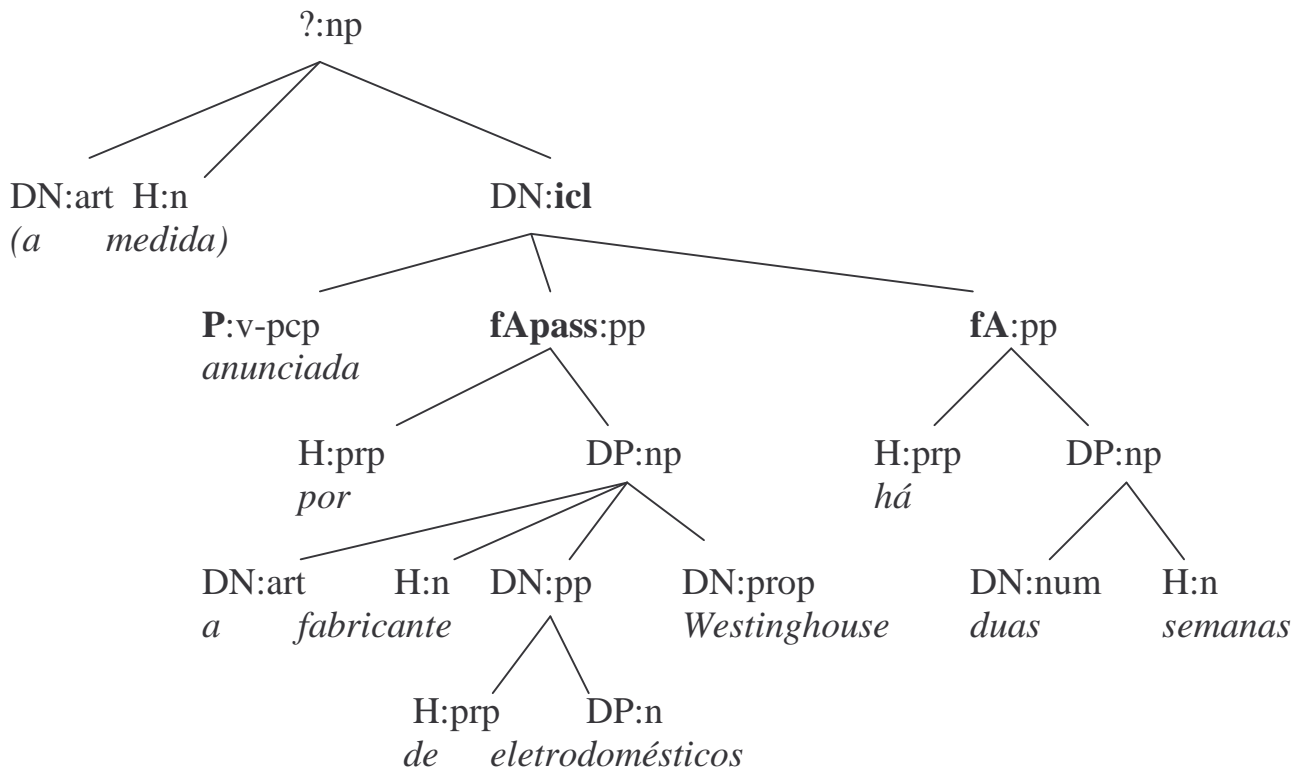 ?:np
DN:art H:n DN:icl
(a medida)
P:v-pcp fApass:pp fA:pp
anunciada
H:prp DP:np H:prp DP:np
por há
DN:art H:n DN:pp DN:prop DN:num H:n
a fabricante Westinghouse duas semanas
H:prp DP:n
de eletrodomésticos